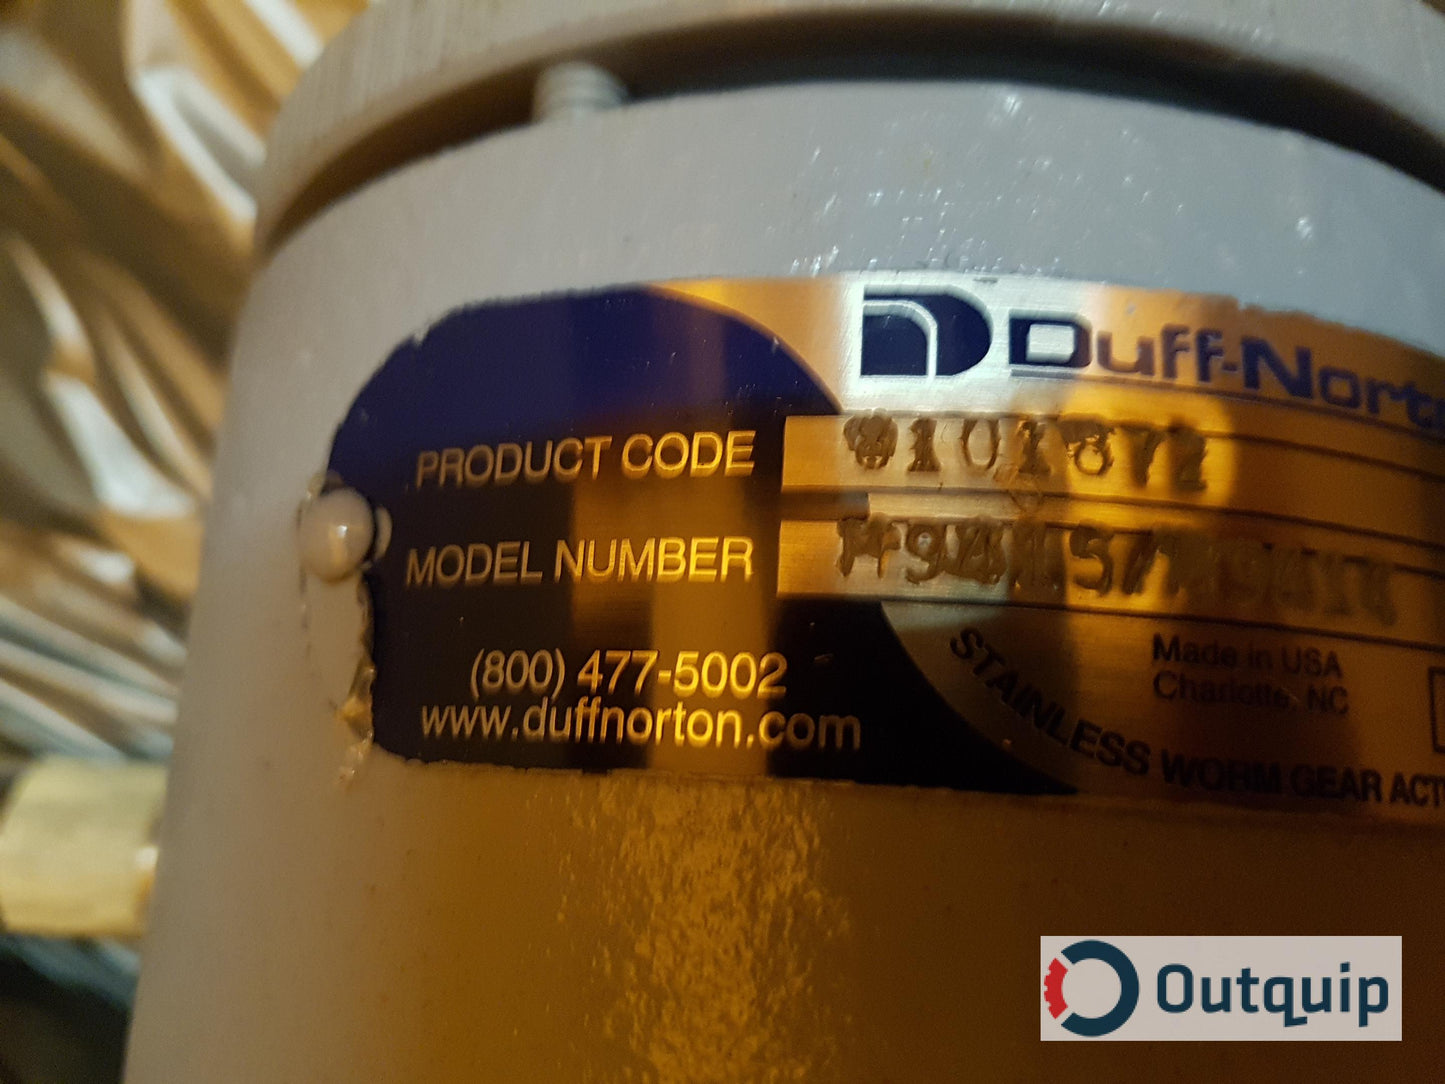 Duff-Norto
PRODUCT CODE
MODEL NUMBER
(800) 477-5002
www.duffnorton.com
Made in USA
Charlotte, NC
STAINLESS WORM GEAR ACT
Outquip